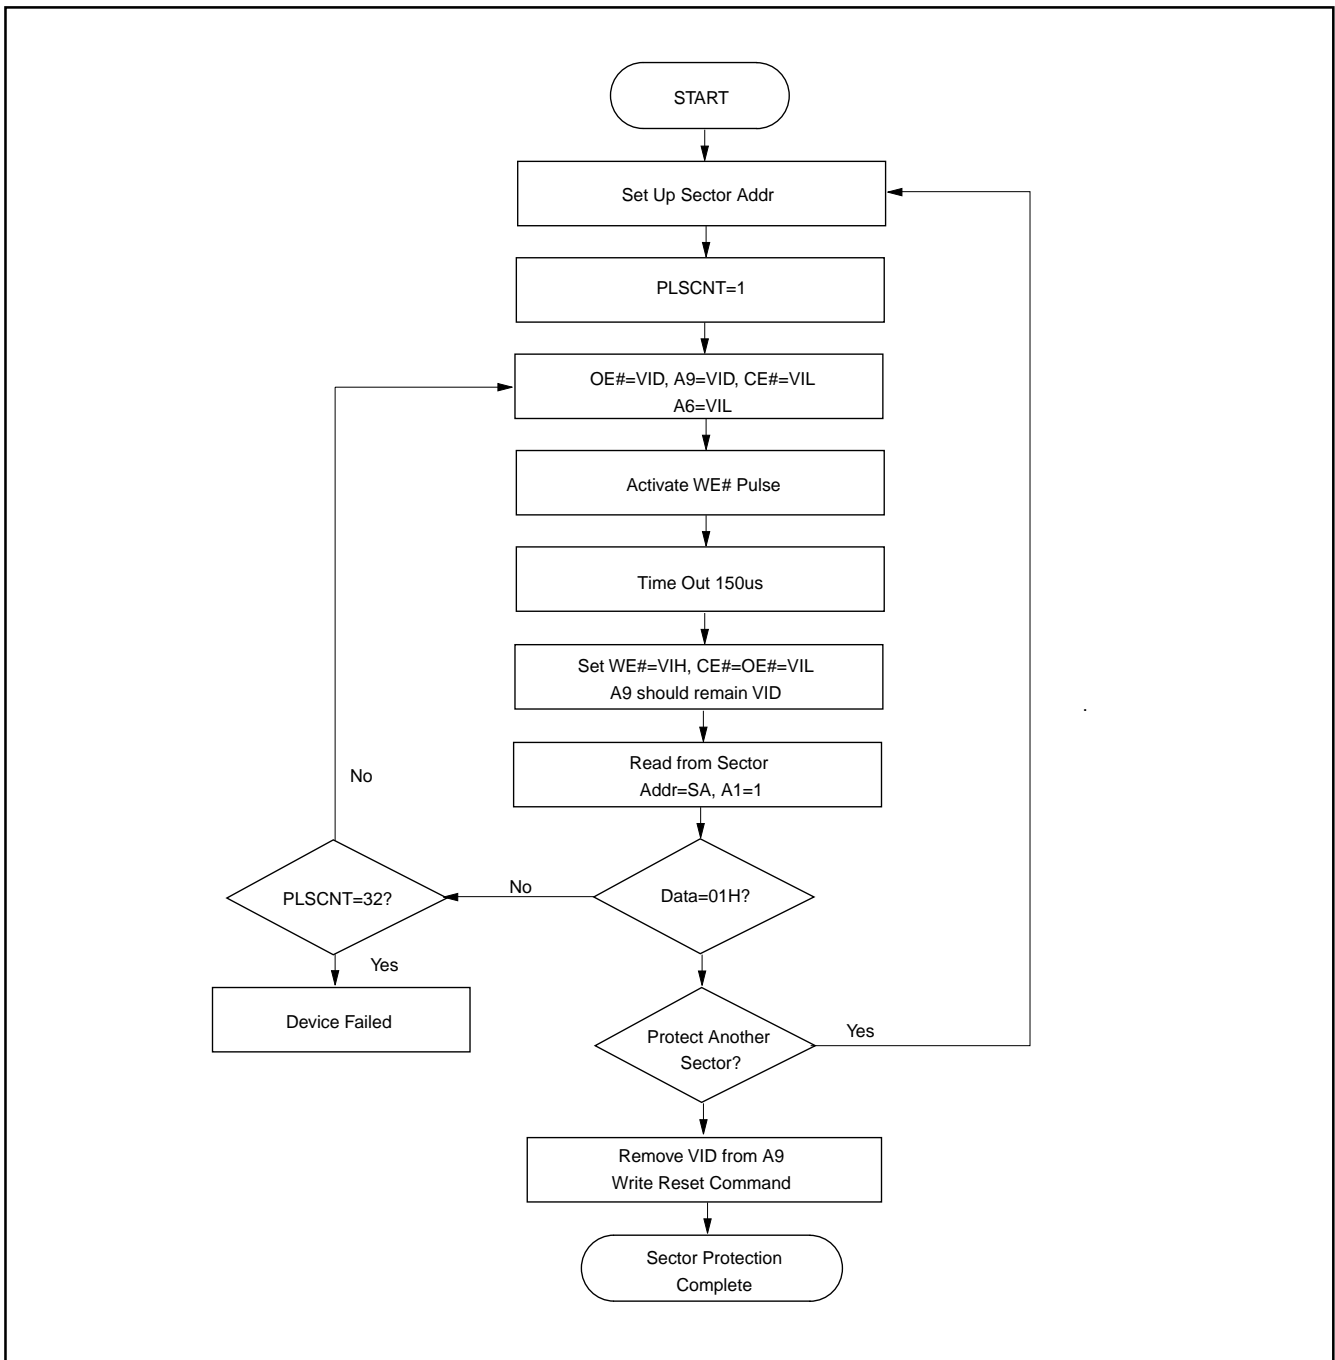 START
Set Up Sector Addr
PLSCNT=1
OE#=VID, A9=VID, CE#=VIL
A6=VIL
Activate WE# Pulse
Time Out 150us
Set WE#=VIH, CE#=OE#=VIL
A9 should remain VID
.
Read from Sector
Addr=SA, A1=1
No
PLSCNT=32?
No
Data=01H?
Yes
Device Failed
Protect Another
Sector?
Yes
Remove VID from A9
Write Reset Command
Sector Protection
Complete